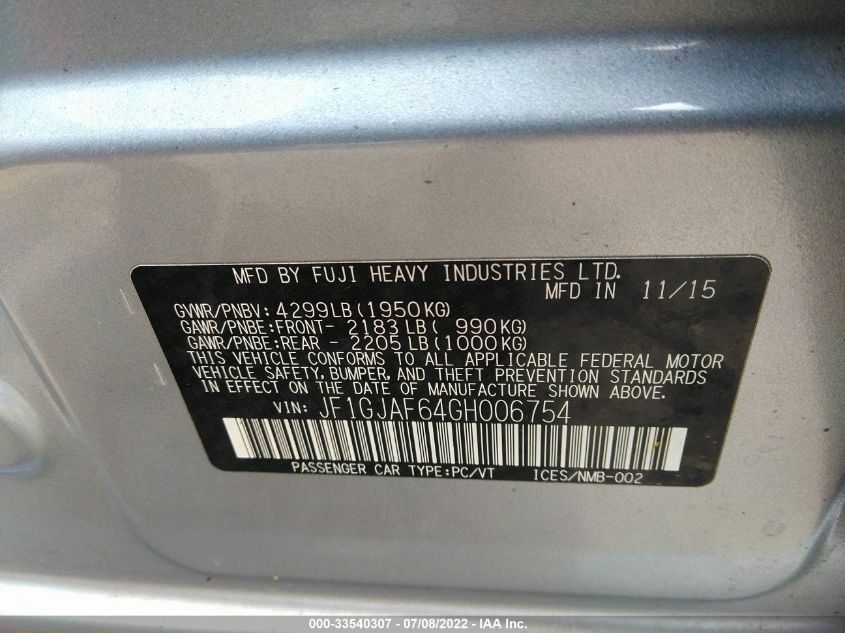 MFD BY FUJI HEAVY INDUSTRIES LTD.
MFD IN 11/15
GVWR/PNBV: 4299LB(1950KG)
GAWR/PNBE:FRONT- 2183LB( 990KG)
GAWR/PNBE:REAR - 2205LB(1000KG)
THIS VEHICLE CONFORMS TO ALL APPLICABLE FEDERAL MOTOR
VEHICLE SAFETY, BUMPER, AND THEFT PREVENTION STANDARDS
IN EFFECT ON THE DATE OF MANUFACTURE SHOWN ABOVE.
VIN: JF1GJAF64GH006754
PASSENGER CAR TYPE:PC/VT ICES/NMB-002
000-33540307 - 07/08/2022 - IAA Inc.